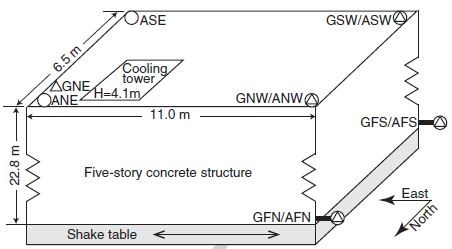 ASE
GSW/ASW
6.5 m
Cooling
tower
H=4.1m
GNE
ANE
GNW/ANW
11.0 m
GFS/AFS
22.8 m
Five-story concrete structure
East
North
GFN/AFN
Shake table